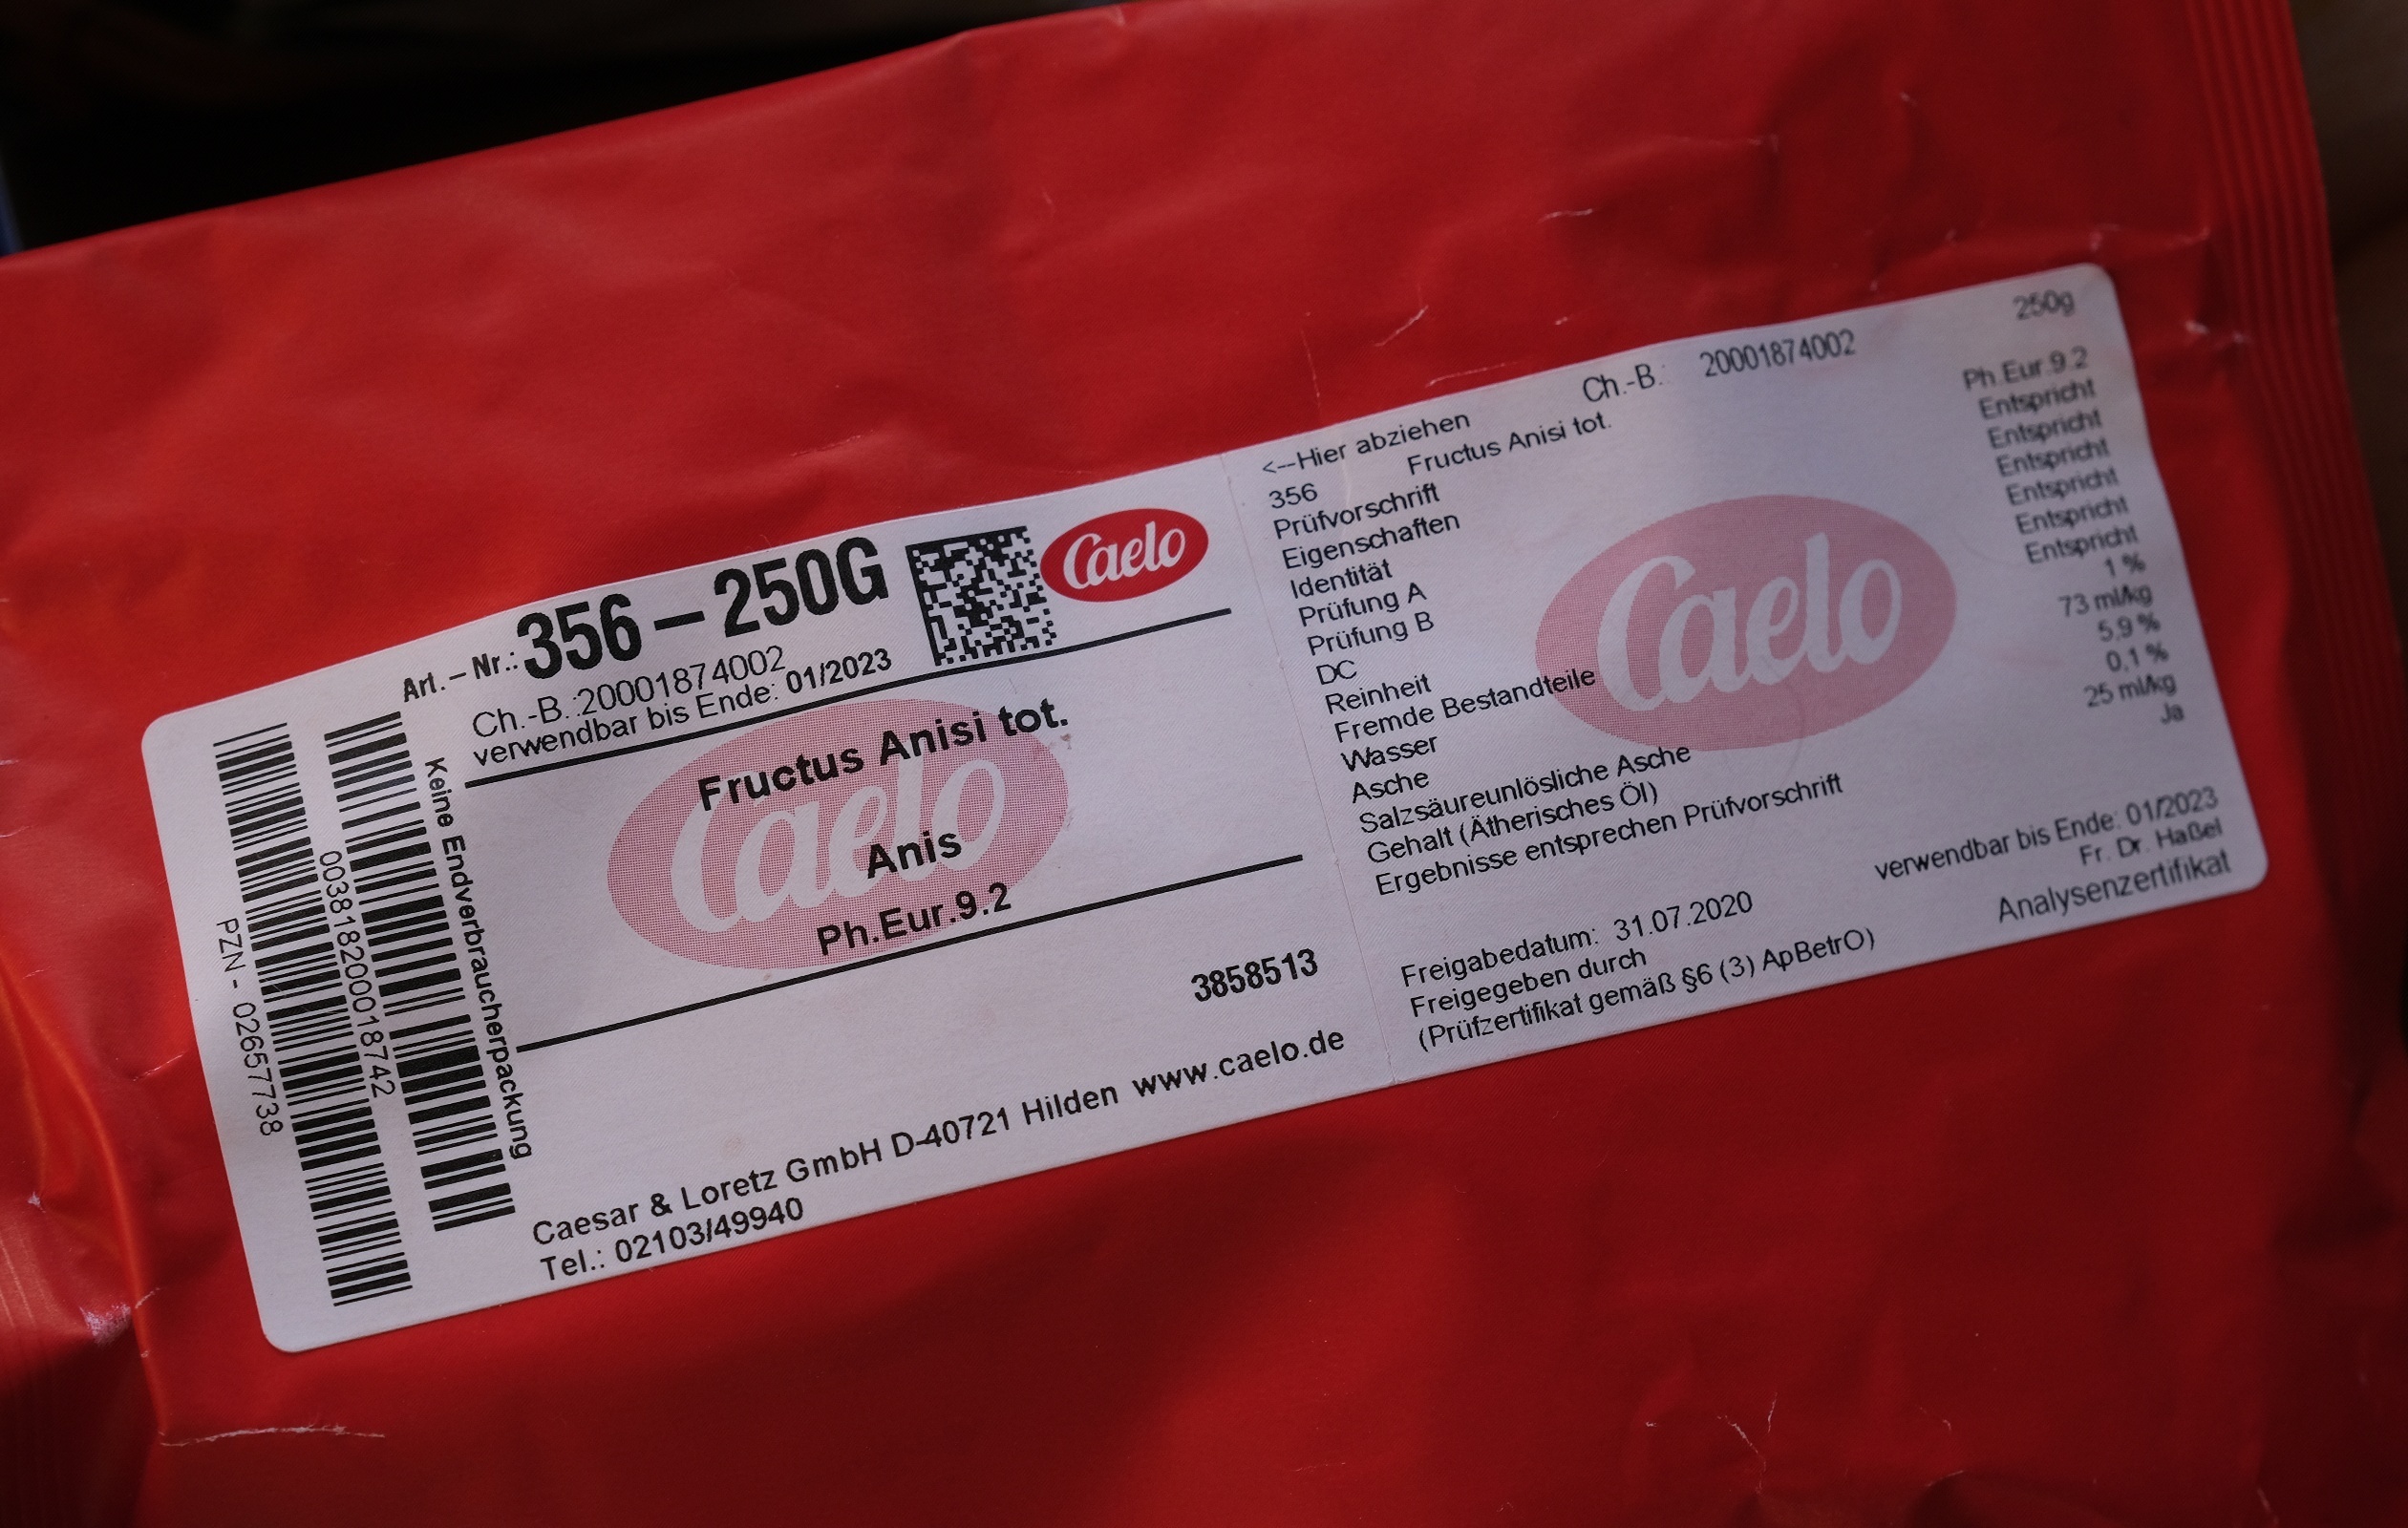 Art.–Nr.: 356–250G
Caelo
Ch.-B.:20001874002
verwendbar bis Ende: 01/2023
Fructus Anisi tot.
Caelo
Anis
Ph.Eur.9.2
3858513
Caesar & Loretz GmbH D-40721 Hilden www.caelo.de
Tel.: 02103/49940
Keine Endverbraucherpackung
003818200018742
PZN - 02657738
<--Hier abziehen Ch.-B.: 20001874002 250g
356 Fructus Anisi tot.
Prüfvorschrift Ph.Eur.9.2
Eigenschaften Entspricht
Identität Entspricht
Prüfung A Entspricht
Prüfung B Entspricht
DC Entspricht
Reinheit Entspricht
Fremde Bestandteile 1 %
Wasser 73 ml/kg
Asche 5,9 %
Salzsäureunlösliche Asche 0,1 %
Gehalt (Ätherisches Öl) 25 ml/kg
Ergebnisse entsprechen Prüfvorschrift Ja
Caelo
Freigabedatum: 31.07.2020 verwendbar bis Ende: 01/2023
Freigegeben durch Fr. Dr. Haßel
(Prüfzertifikat gemäß §6 (3) ApBetrO) Analysenzertifikat